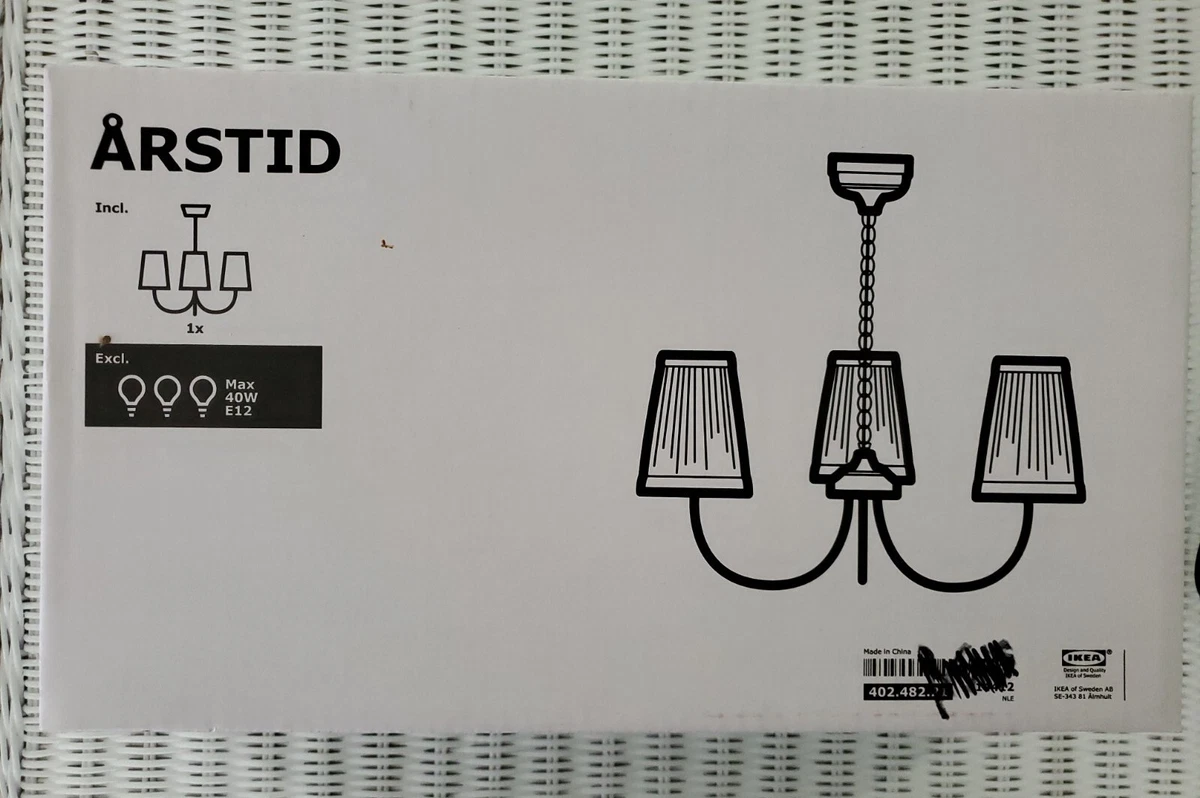 ÅRSTID
Incl.
1x
Excl.
Max
40W
E12
Made in China
402.482.
2
NLE
IKEA®
Design and Quality
IKEA of Sweden
IKEA of Sweden AB
SE-343 81 Älmhult